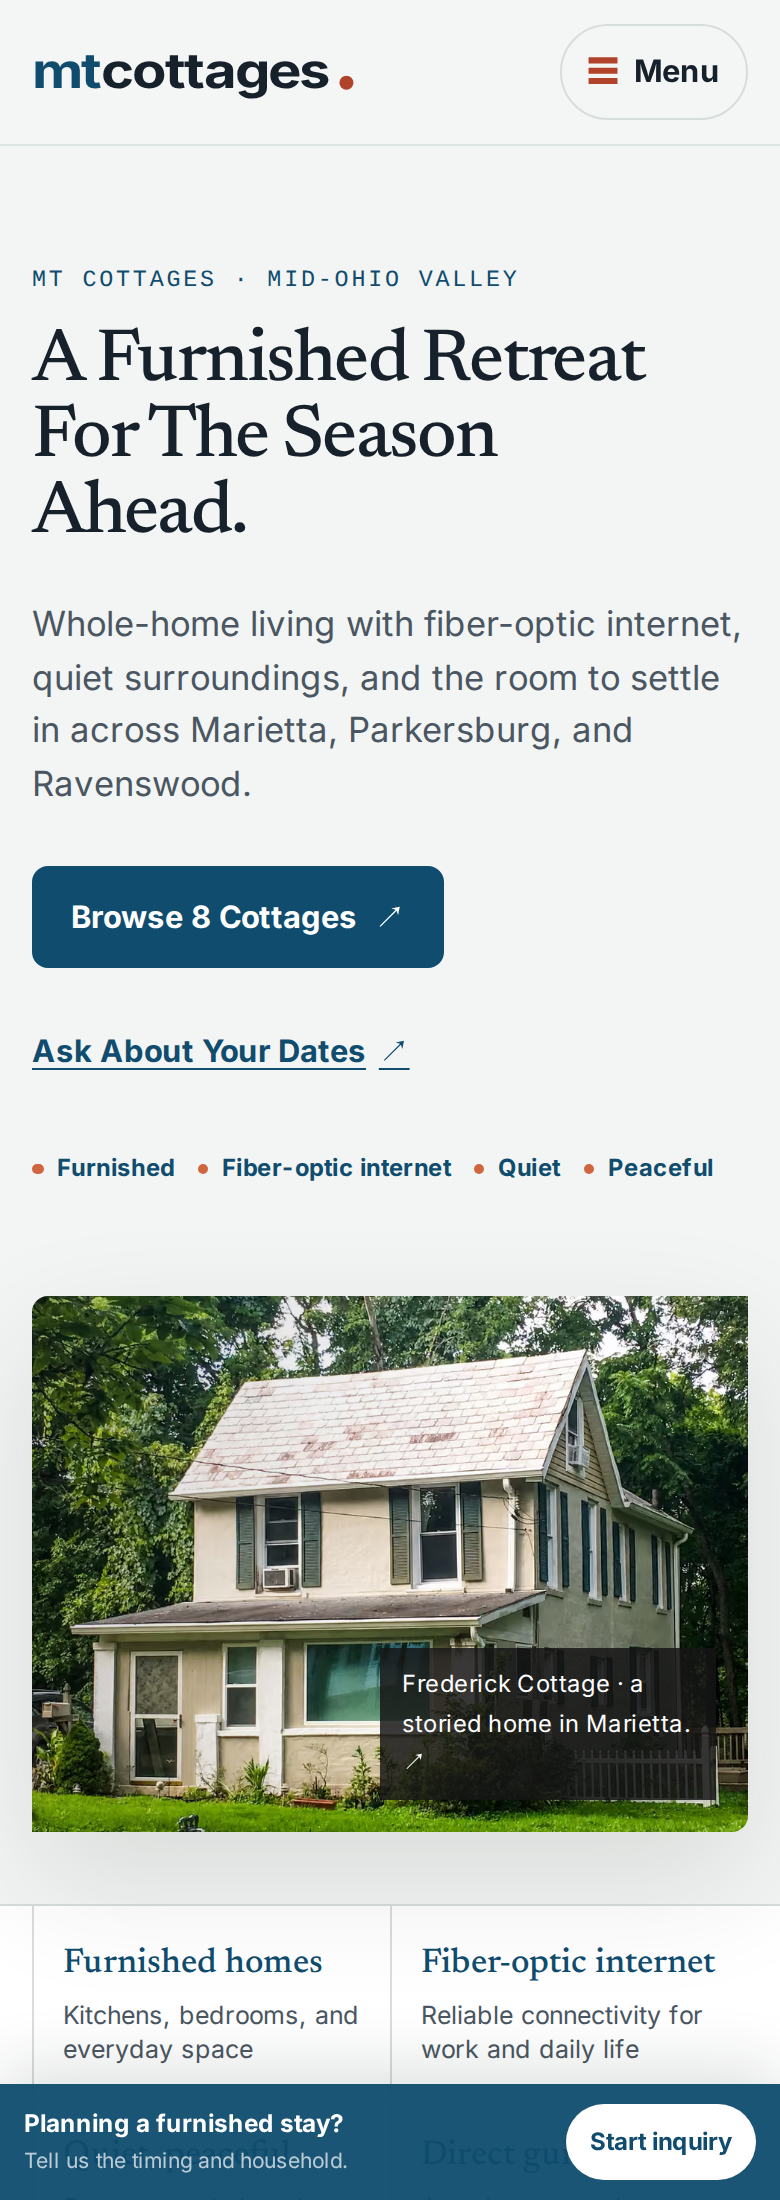 mtcottages.
Menu
MT COTTAGES · MID-OHIO VALLEY
A Furnished Retreat
For The Season
Ahead.
Whole-home living with fiber-optic internet,
quiet surroundings, and the room to settle
in across Marietta, Parkersburg, and
Ravenswood.
Browse 8 Cottages ↗
Ask About Your Dates ↗
Furnished
Fiber-optic internet
Quiet
Peaceful
Frederick Cottage · a
storied home in Marietta.
↗
Furnished homes
Kitchens, bedrooms, and
everyday space
Fiber-optic internet
Reliable connectivity for
work and daily life
Quiet, peaceful
Direct
Planning a furnished stay?
Tell us the timing and household.
Start inquiry